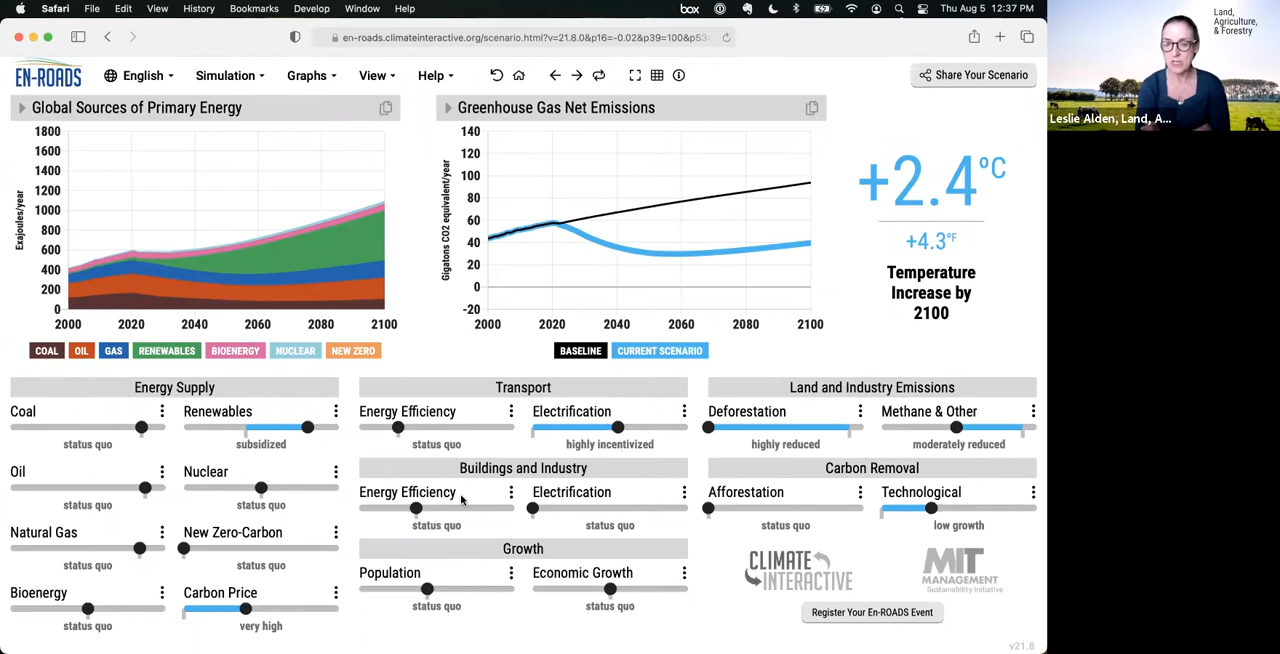 Safari File Edit View History Bookmarks Develop Window Help box Thu Aug 5 12:37 PM
en-roads.climateinteractive.org/scenario.html?v=21.8.0&p16=-0.02&p39=100&p53
EN-ROADS English Simulation Graphs View Help Share Your Scenario
Global Sources of Primary Energy
1800
1600
1400
1200
1000
800
600
400
200
0
Exajoules/year
2000 2020 2040 2060 2080 2100
COAL OIL GAS RENEWABLES BIOENERGY NUCLEAR NEW ZERO
Greenhouse Gas Net Emissions
140
120
100
80
60
40
20
0
-20
Gigatons CO2 equivalent/year
2000 2020 2040 2060 2080 2100
BASELINE CURRENT SCENARIO
+2.4°C
+4.3°F
Temperature
Increase by
2100
Energy Supply
Coal Renewables
status quo subsidized
Oil Nuclear
status quo status quo
Natural Gas New Zero-Carbon
status quo status quo
Bioenergy Carbon Price
status quo very high
Transport
Energy Efficiency Electrification
status quo highly incentivized
Buildings and Industry
Energy Efficiency Electrification
status quo status quo
Growth
Population Economic Growth
status quo status quo
Land and Industry Emissions
Deforestation Methane & Other
highly reduced moderately reduced
Carbon Removal
Afforestation Technological
status quo low growth
CLIMATE
INTERACTIVE
MIT
MANAGEMENT
Sustainability Initiative
Register Your En-ROADS Event
v21.8
Land,
Agriculture,
& Forestry
Leslie Alden, Land, A...